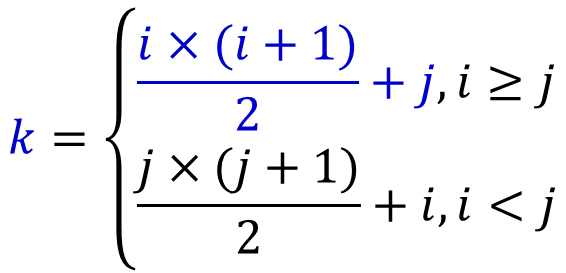 k = { i × (i + 1) / 2 + j, i ≥ j
j × (j + 1) / 2 + i, i < j